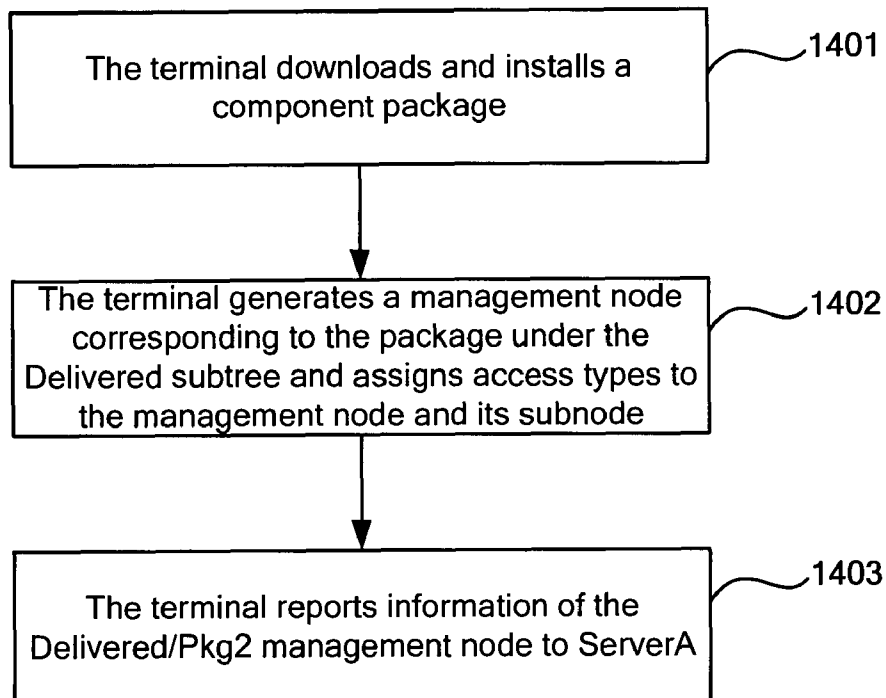 The terminal downloads and installs a
component package
1401
The terminal generates a management node
corresponding to the package under the
Delivered subtree and assigns access types to
the management node and its subnode
1402
The terminal reports information of the
Delivered/Pkg2 management node to ServerA
1403